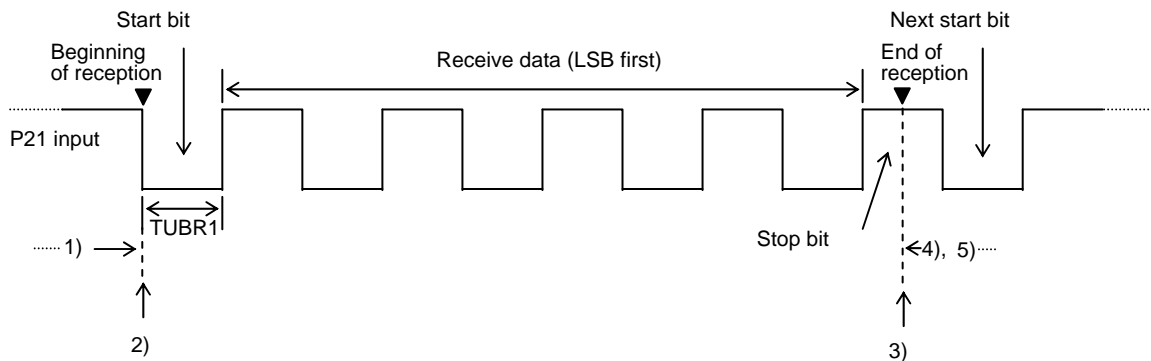 Start bit
Next start bit
Beginning
of reception
Receive data (LSB first)
End of
reception
P21 input
TUBR1
Stop bit
1)
4), 5)
2)
3)